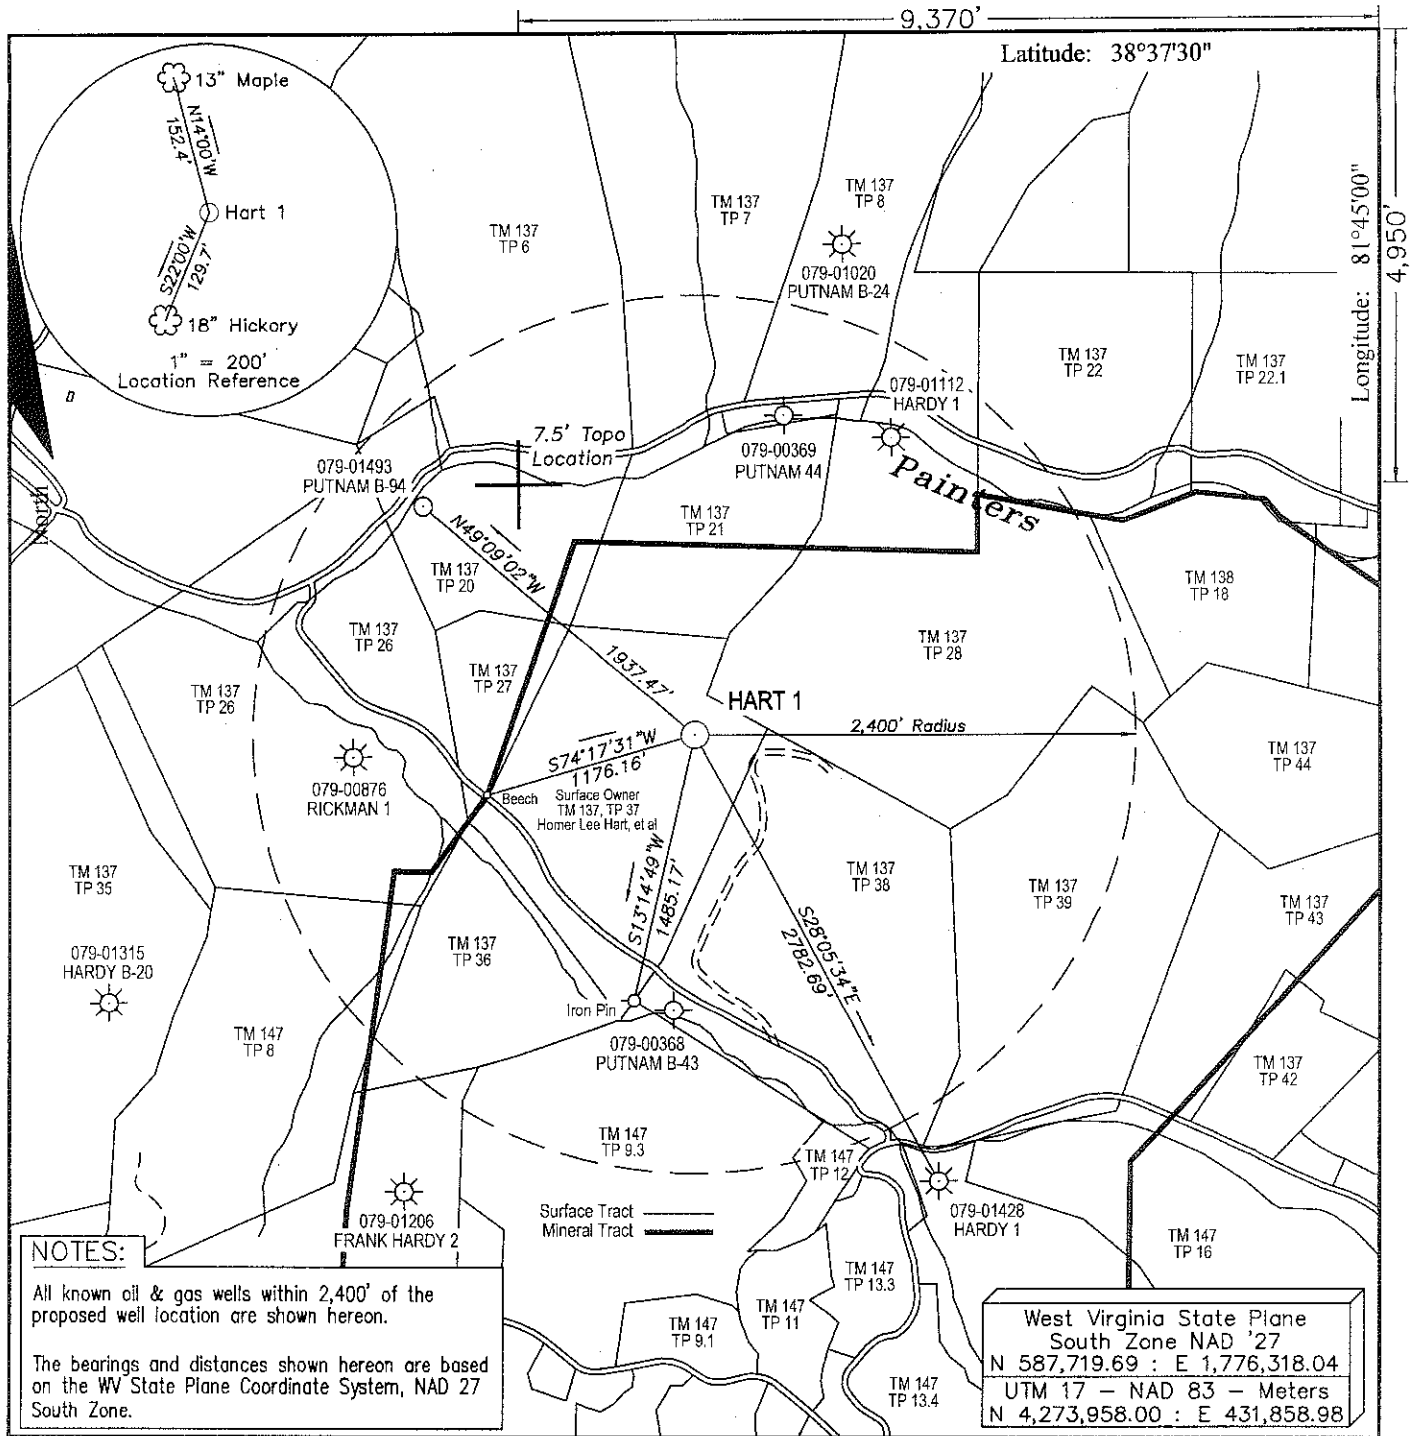 9,370'
Latitude: 38°37'30"
Longitude: 81°45'00"
4,950'
13" Maple
N14°00'W
152.4'
Hart 1
S22°00'W
129.7'
18" Hickory
1" = 200'
Location Reference
North
TM 137
TP 6
TM 137
TP 7
TM 137
TP 8
079-01020
PUTNAM B-24
TM 137
TP 22
TM 137
TP 22.1
079-01112
HARDY 1
079-00369
PUTNAM 44
7.5' Topo
Location
079-01493
PUTNAM B-94
Painters
TM 137
TP 21
N49°09'02"W
1937.47'
TM 137
TP 20
TM 138
TP 18
TM 137
TP 26
TM 137
TP 28
TM 137
TP 27
TM 137
TP 26
HART 1
2,400' Radius
S74°17'31"W
1176.16'
TM 137
TP 44
079-00876
RICKMAN 1
Beech
Surface Owner
TM 137, TP 37
Homer Lee Hart, et al
S13°14'49"W
1485.17'
TM 137
TP 35
TM 137
TP 38
TM 137
TP 39
TM 137
TP 43
S28°05'34"E
2782.69'
079-01315
HARDY B-20
TM 137
TP 36
Iron Pin
079-00368
PUTNAM B-43
TM 147
TP 8
TM 137
TP 42
TM 147
TP 9.3
TM 147
TP 12
079-01206
FRANK HARDY 2
Surface Tract
Mineral Tract
079-01428
HARDY 1
TM 147
TP 16
TM 147
TP 13.3
TM 147
TP 11
TM 147
TP 9.1
TM 147
TP 13.4
NOTES:
All known oil & gas wells within 2,400' of the
proposed well location are shown hereon.
The bearings and distances shown hereon are based
on the WV State Plane Coordinate System, NAD 27
South Zone.
West Virginia State Plane
South Zone NAD '27
N 587,719.69 : E 1,776,318.04
UTM 17 – NAD 83 – Meters
N 4,273,958.00 : E 431,858.98